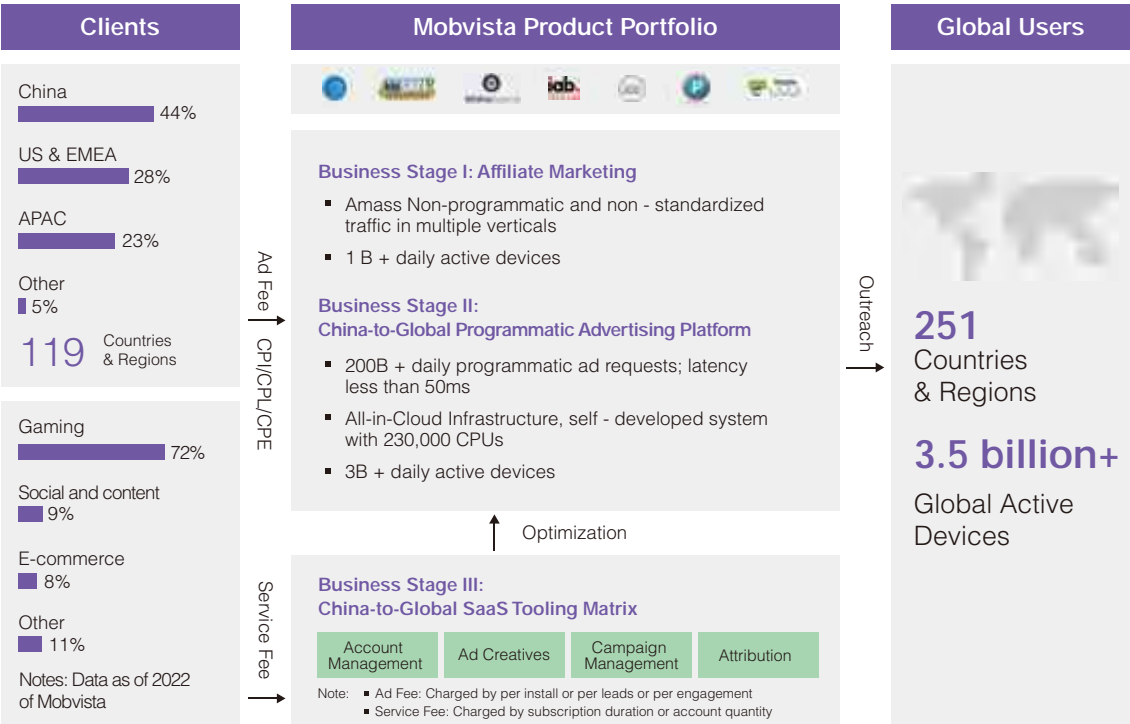 Clients
China
44%
US & EMEA
28%
APAC
23%
Other
5%
119 Countries
& Regions
Gaming
72%
Social and content
9%
E-commerce
8%
Other
11%
Notes: Data as of 2022
of Mobvista
Ad Fee
CPI/CPL/CPE
Service Fee
Mobvista Product Portfolio
iab.
Business Stage I: Affiliate Marketing
▪ Amass Non-programmatic and non - standardized
traffic in multiple verticals
▪ 1 B + daily active devices
Business Stage II:
China-to-Global Programmatic Advertising Platform
▪ 200B + daily programmatic ad requests; latency
less than 50ms
▪ All-in-Cloud Infrastructure, self - developed system
with 230,000 CPUs
▪ 3B + daily active devices
Optimization
Business Stage III:
China-to-Global SaaS Tooling Matrix
Account
Management
Ad Creatives
Campaign
Management
Attribution
Note: ▪ Ad Fee: Charged by per install or per leads or per engagement
▪ Service Fee: Charged by subscription duration or account quantity
Outreach
Global Users
251
Countries
& Regions
3.5 billion+
Global Active
Devices